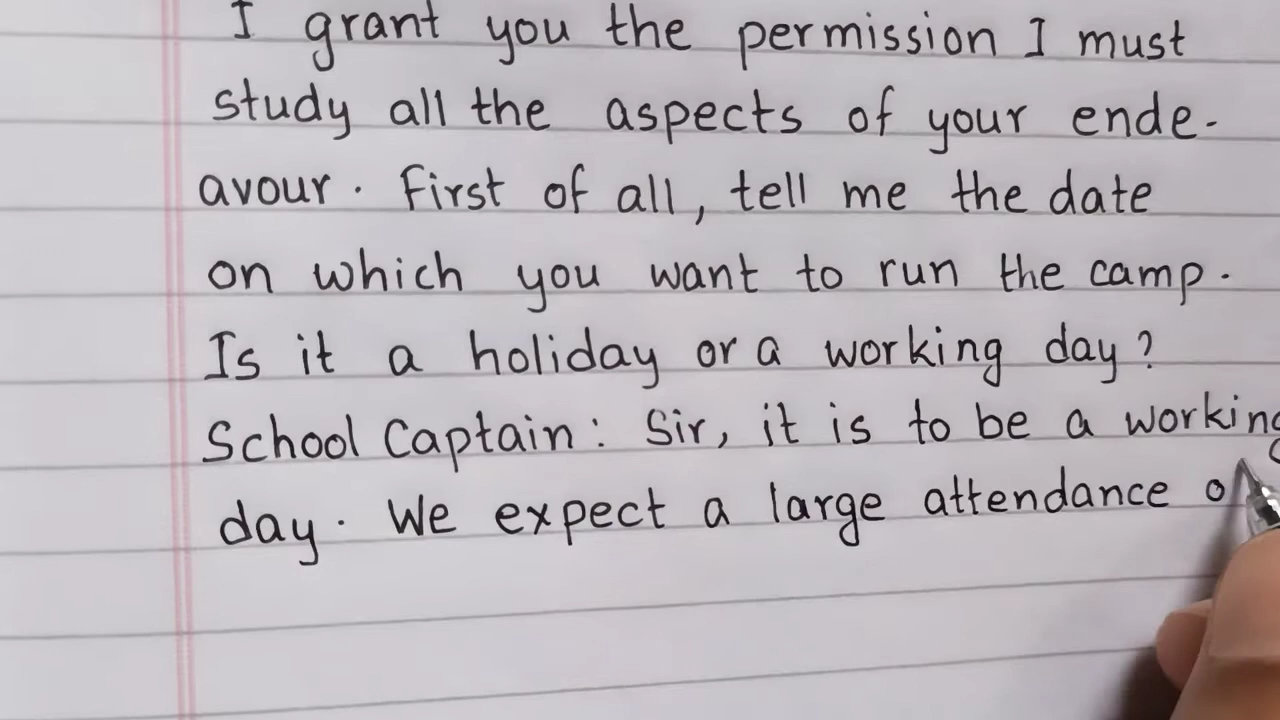 I grant you the permission I must
study all the aspects of your ende-
avour. First of all, tell me the date
on which you want to run the camp.
Is it a holiday or a working day?
School Captain: Sir, it is to be a working
day. We expect a large attendance o